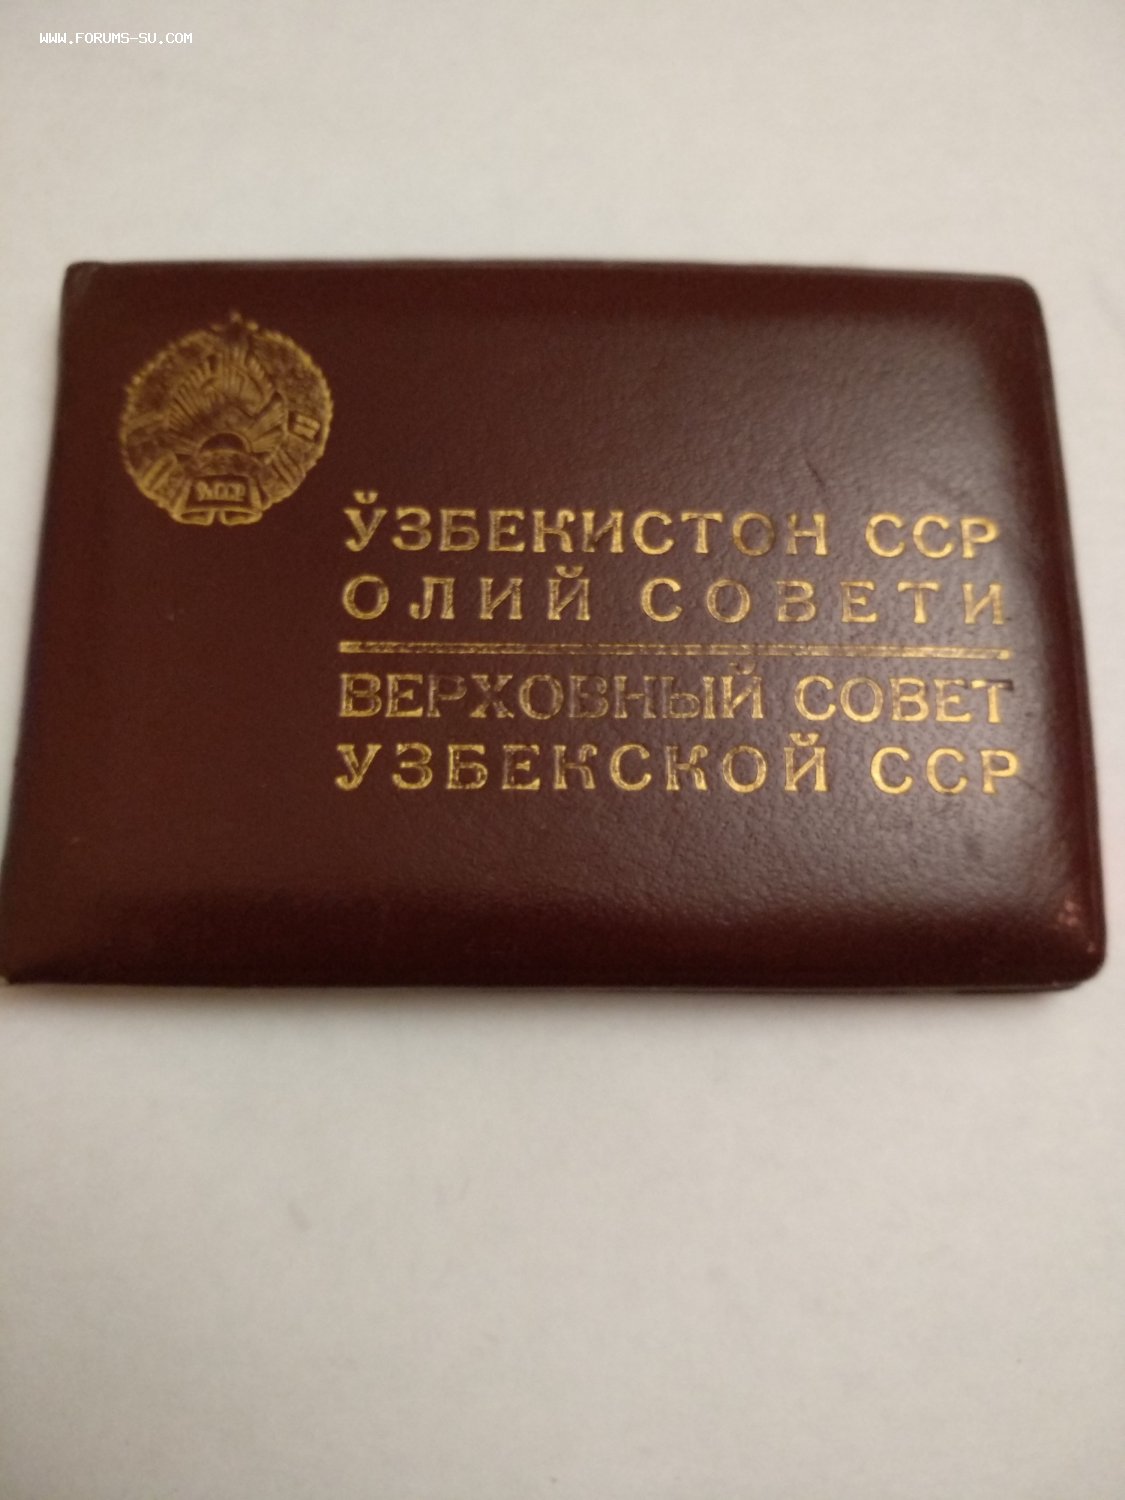 WWW.FORUMS-SU.COM
ЎЗБЕКИСТОН ССР
ОЛИЙ СОВЕТИ
ВЕРХОВНЫЙ СОВЕТ
УЗБЕКСКОЙ ССР